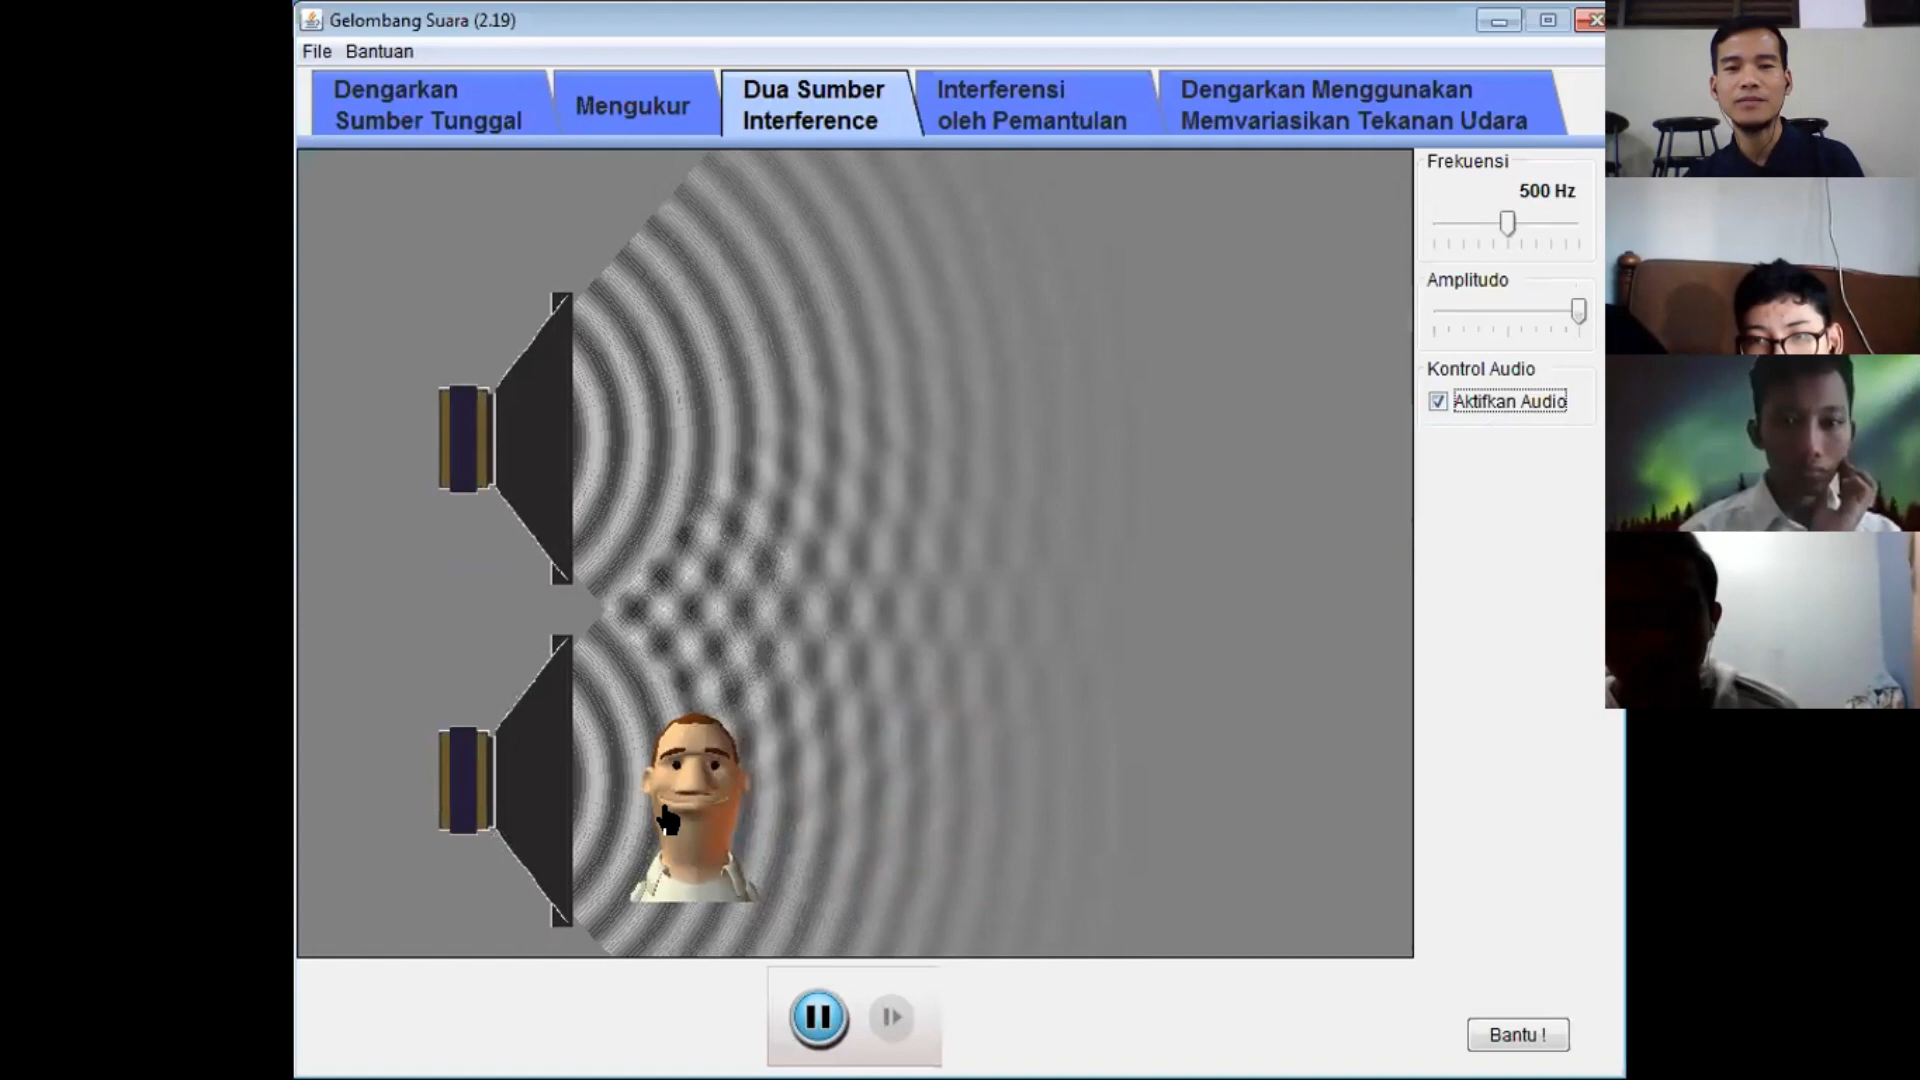 Gelombang Suara (2.19)
File Bantuan
Dengarkan
Sumber Tunggal
Mengukur
Dua Sumber
Interference
Interferensi
oleh Pemantulan
Dengarkan Menggunakan
Memvariasikan Tekanan Udara
Frekuensi
500 Hz
Amplitudo
Kontrol Audio
Aktifkan Audio
Bantu !